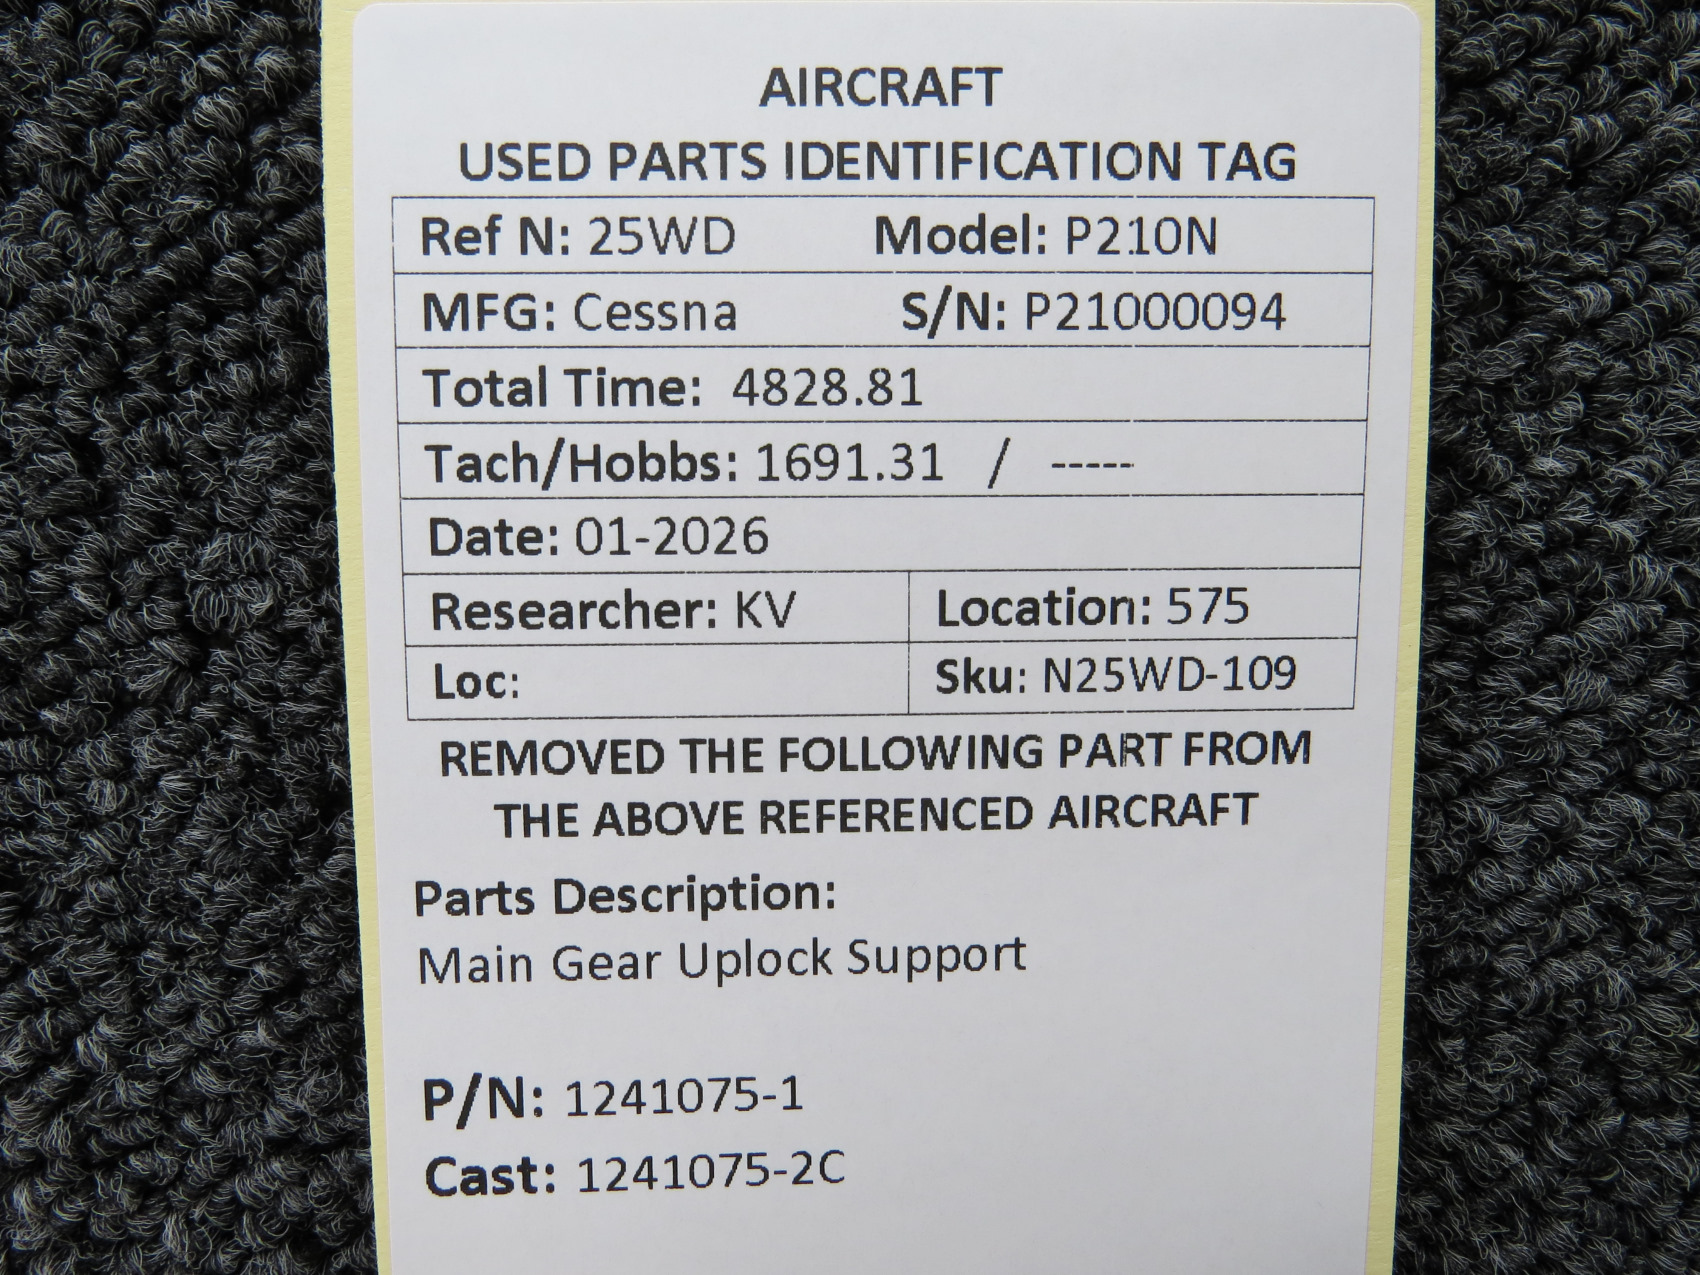 AIRCRAFT
USED PARTS IDENTIFICATION TAG
Ref N: 25WD Model: P210N
MFG: Cessna S/N: P21000094
Total Time: 4828.81
Tach/Hobbs: 1691.31 / -----
Date: 01-2026
Researcher: KV Location: 575
Loc: Sku: N25WD-109
REMOVED THE FOLLOWING PART FROM
THE ABOVE REFERENCED AIRCRAFT
Parts Description:
Main Gear Uplock Support
P/N: 1241075-1
Cast: 1241075-2C